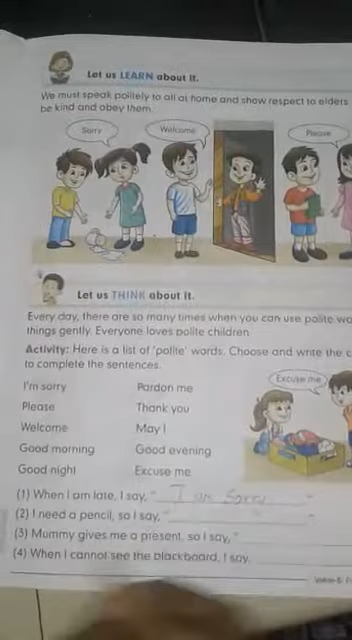 Let us LEARN about it.
We must speak politely to all at home and show respect to elders
be kind and obey them.
Sorry
Welcome
Please
Let us THINK about it.
Every day, there are so many times when you can use polite wo
things gently. Everyone loves polite children.
Activity: Here is a list of 'polite' words. Choose and write the c
to complete the sentences.
I'm sorry Pardon me
Please Thank you
Welcome May I
Good morning Good evening
Good night Excuse me
Excuse me
(1) When I am late, I say, " I am Sorry "
(2) I need a pencil, so I say, " "
(3) Mummy gives me a present, so I say, "
(4) When I cannot see the blackboard, I say,